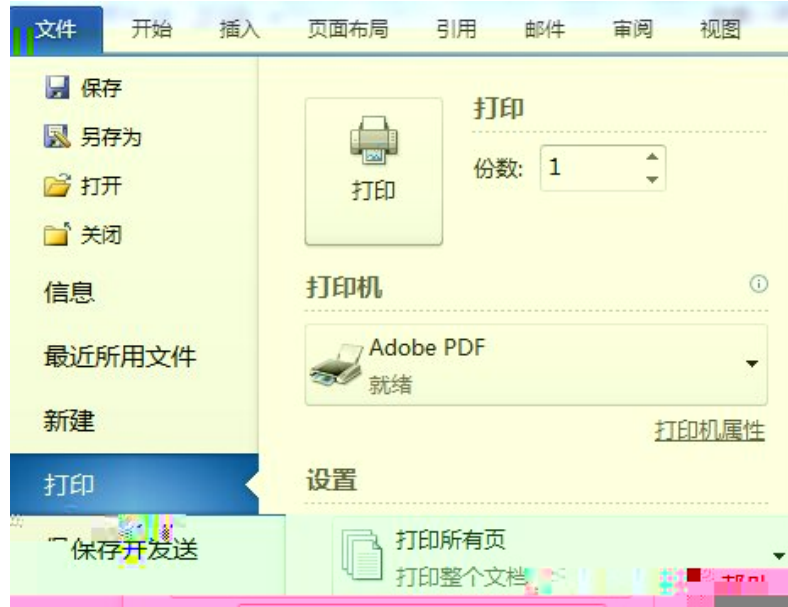 文件 开始 插入 页面布局 引用 邮件 审阅 视图
保存
另存为
打开
关闭
信息
最近所用文件
新建
打印
保存并发送
打印
打印
份数: 1
打印机
Adobe PDF
就绪
打印机属性
设置
打印所有页
打印整个文档